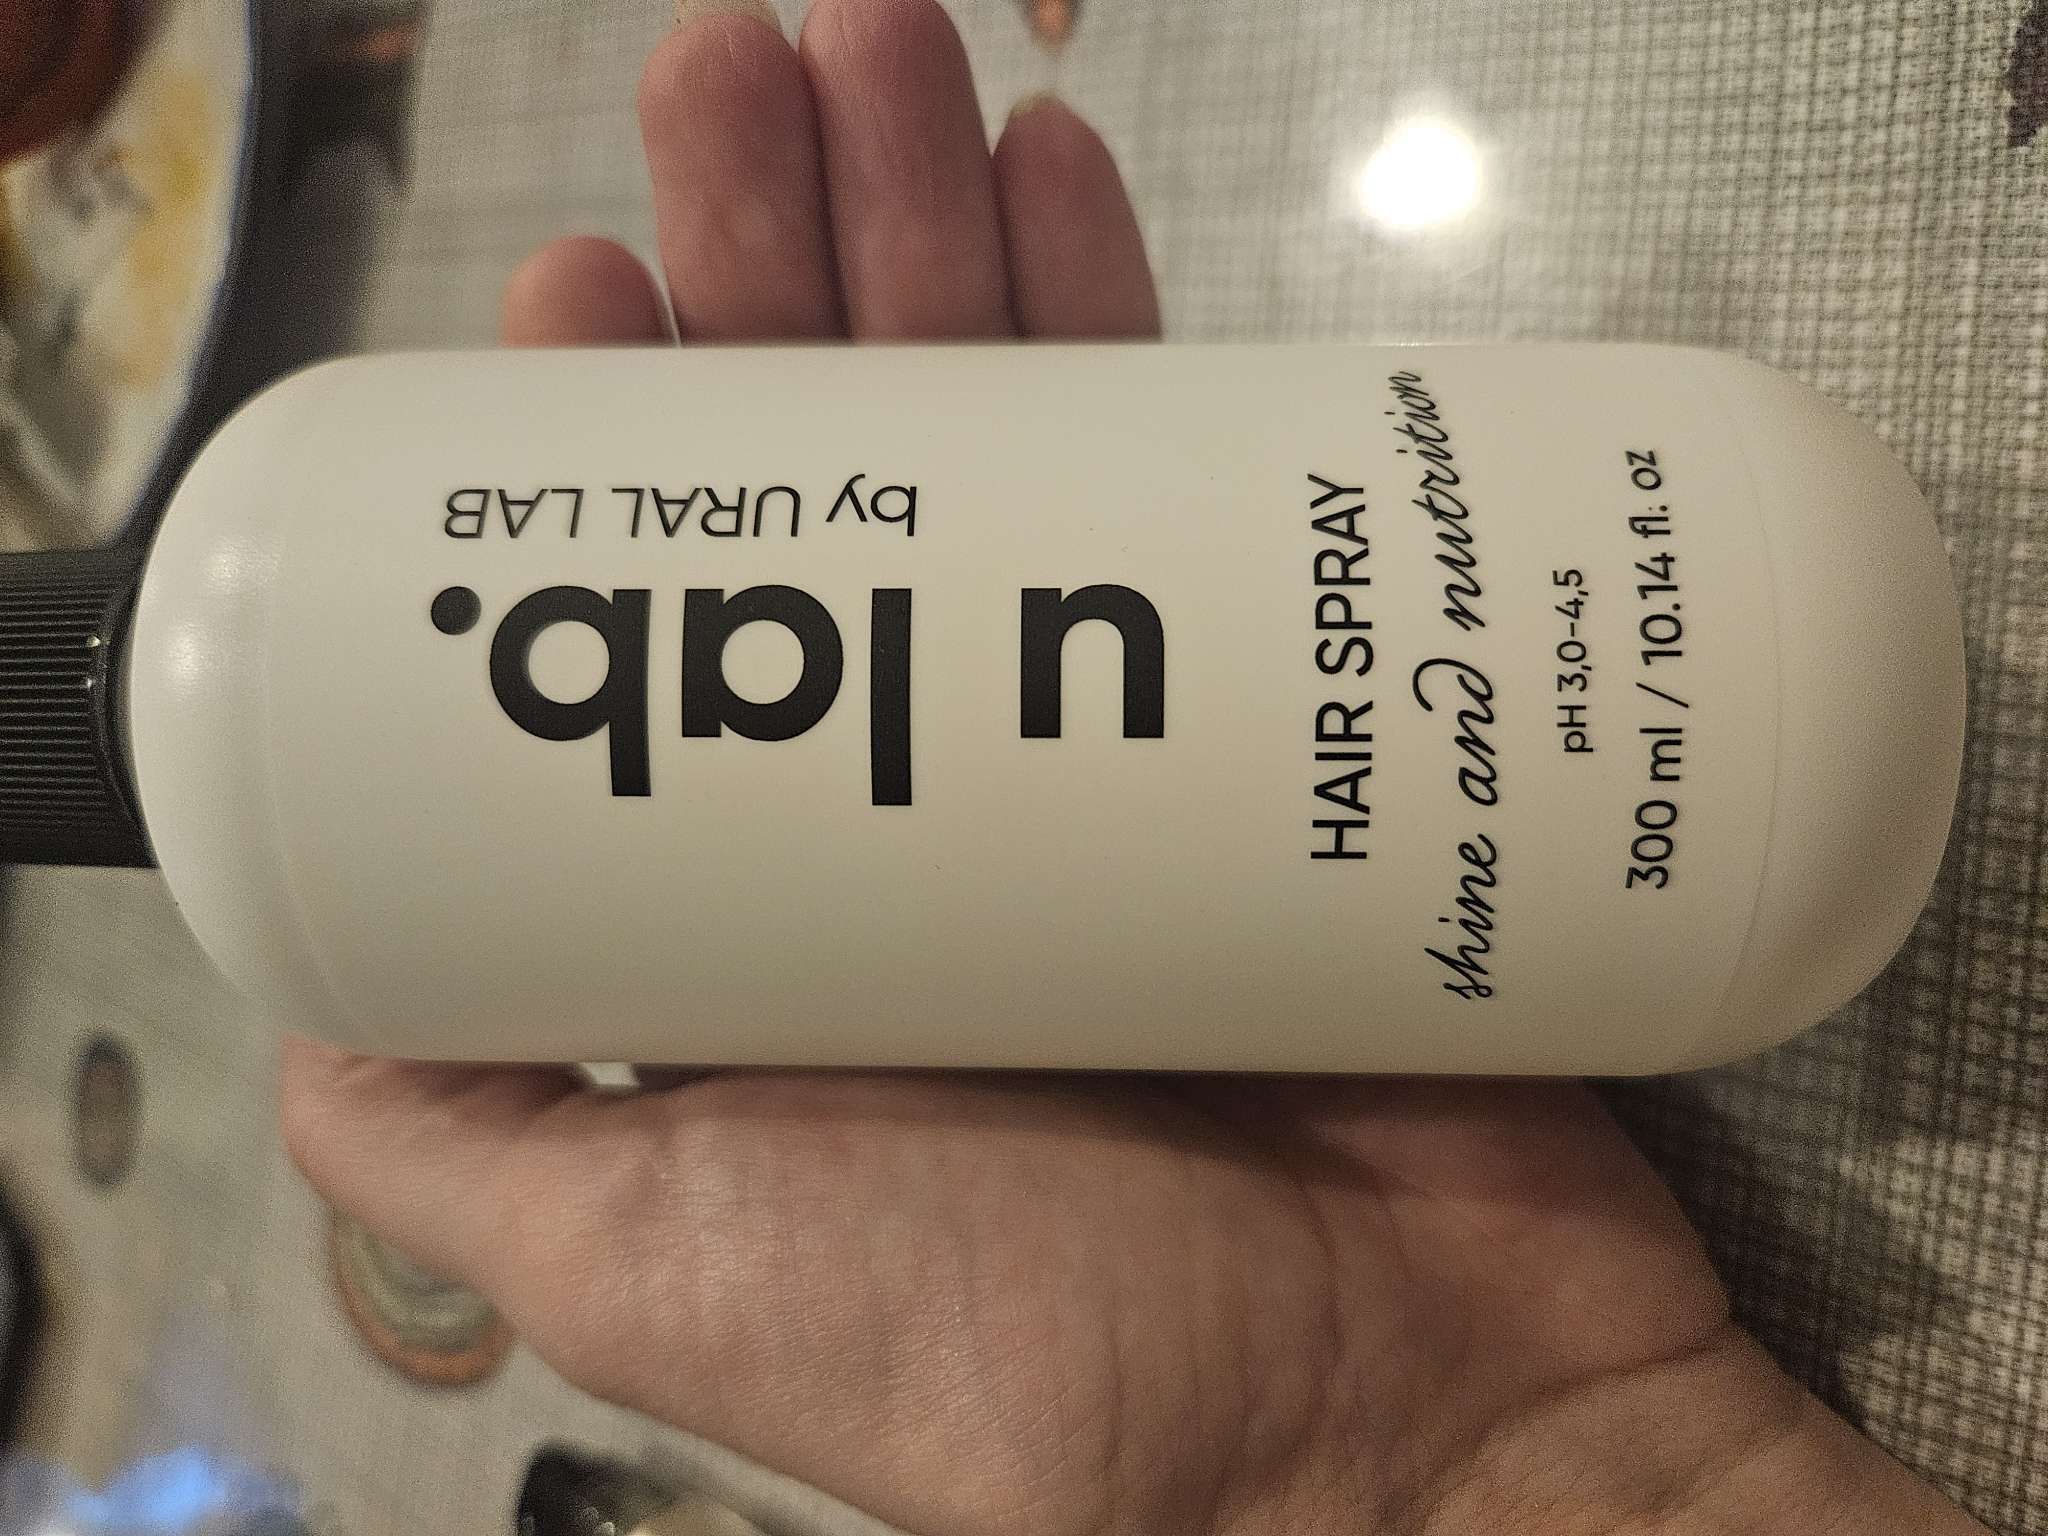 u lab.
by URAL LAB
HAIR SPRAY
shine and nutrition
pH 3,0-4,5
300 ml / 10.14 fl. oz